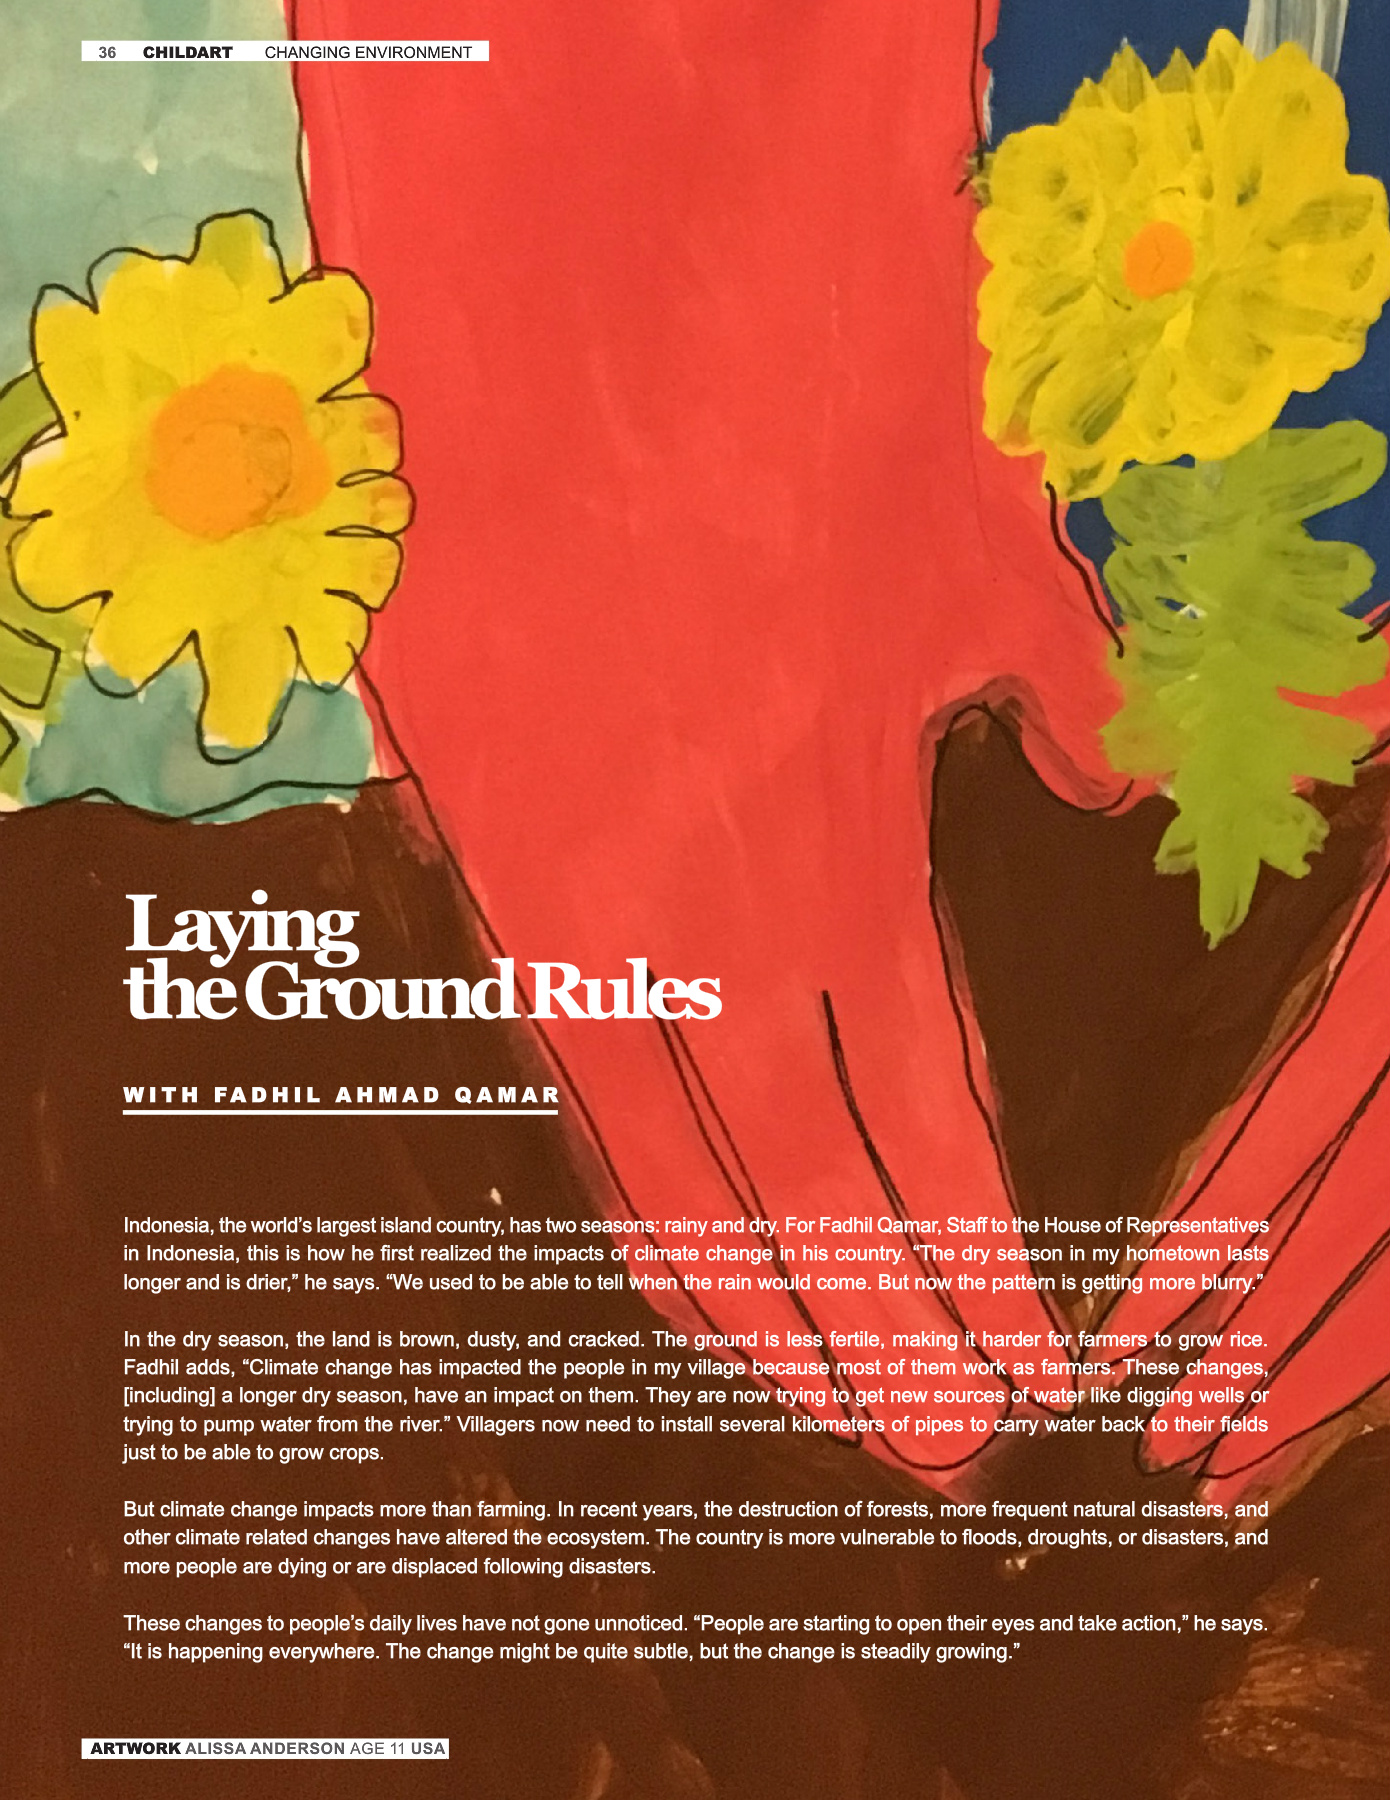 36 CHILDART CHANGING ENVIRONMENT
Laying
the Ground Rules
WITH FADHIL AHMAD QAMAR
Indonesia, the world’s largest island country, has two seasons: rainy and dry. For Fadhil Qamar, Staff to the House of Representatives
in Indonesia, this is how he first realized the impacts of climate change in his country. “The dry season in my hometown lasts
longer and is drier,” he says. “We used to be able to tell when the rain would come. But now the pattern is getting more blurry.”
In the dry season, the land is brown, dusty, and cracked. The ground is less fertile, making it harder for farmers to grow rice.
Fadhil adds, “Climate change has impacted the people in my village because most of them work as farmers. These changes,
[including] a longer dry season, have an impact on them. They are now trying to get new sources of water like digging wells or
trying to pump water from the river.” Villagers now need to install several kilometers of pipes to carry water back to their fields
just to be able to grow crops.
But climate change impacts more than farming. In recent years, the destruction of forests, more frequent natural disasters, and
other climate related changes have altered the ecosystem. The country is more vulnerable to floods, droughts, or disasters, and
more people are dying or are displaced following disasters.
These changes to people’s daily lives have not gone unnoticed. “People are starting to open their eyes and take action,” he says.
“It is happening everywhere. The change might be quite subtle, but the change is steadily growing.”
ARTWORK ALISSA ANDERSON AGE 11 USA